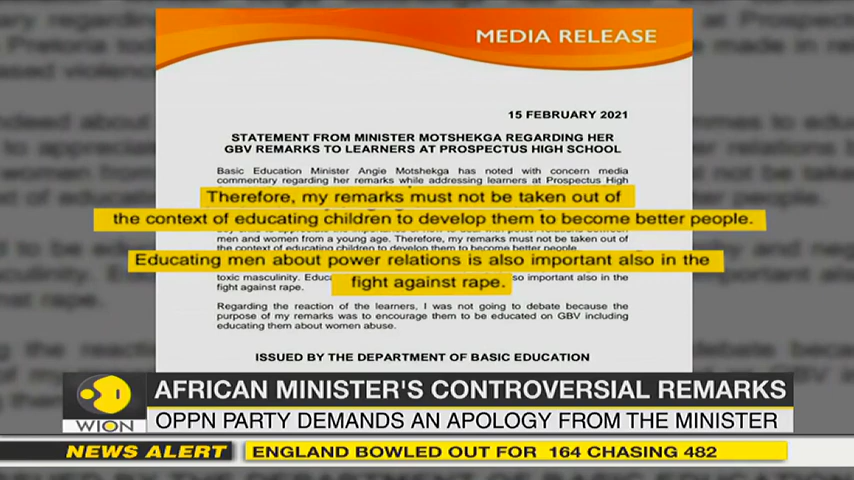 MEDIA RELEASE
15 FEBRUARY 2021
STATEMENT FROM MINISTER MOTSHEKGA REGARDING HER
GBV REMARKS TO LEARNERS AT PROSPECTUS HIGH SCHOOL
Basic Education Minister Angie Motshekga has noted with concern media
commentary regarding her remarks while addressing learners at Prospectus High
Therefore, my remarks must not be taken out of
the context of educating children to develop them to become better people.
men and women from a young age. Therefore, my remarks must not be taken out of
the context of educating children to develop them to become better people.
Educating men about power relations is also important also in the
fight against rape.
toxic masculinity. so important also in the
fight against rape.
Regarding the reaction of the learners, I was not going to debate because the
purpose of my remarks was to encourage them to be educated on GBV including
educating them about women abuse.
ISSUED BY THE DEPARTMENT OF BASIC EDUCATION
WION
AFRICAN MINISTER'S CONTROVERSIAL REMARKS
OPPN PARTY DEMANDS AN APOLOGY FROM THE MINISTER
NEWS ALERT
ENGLAND BOWLED OUT FOR 164 CHASING 482